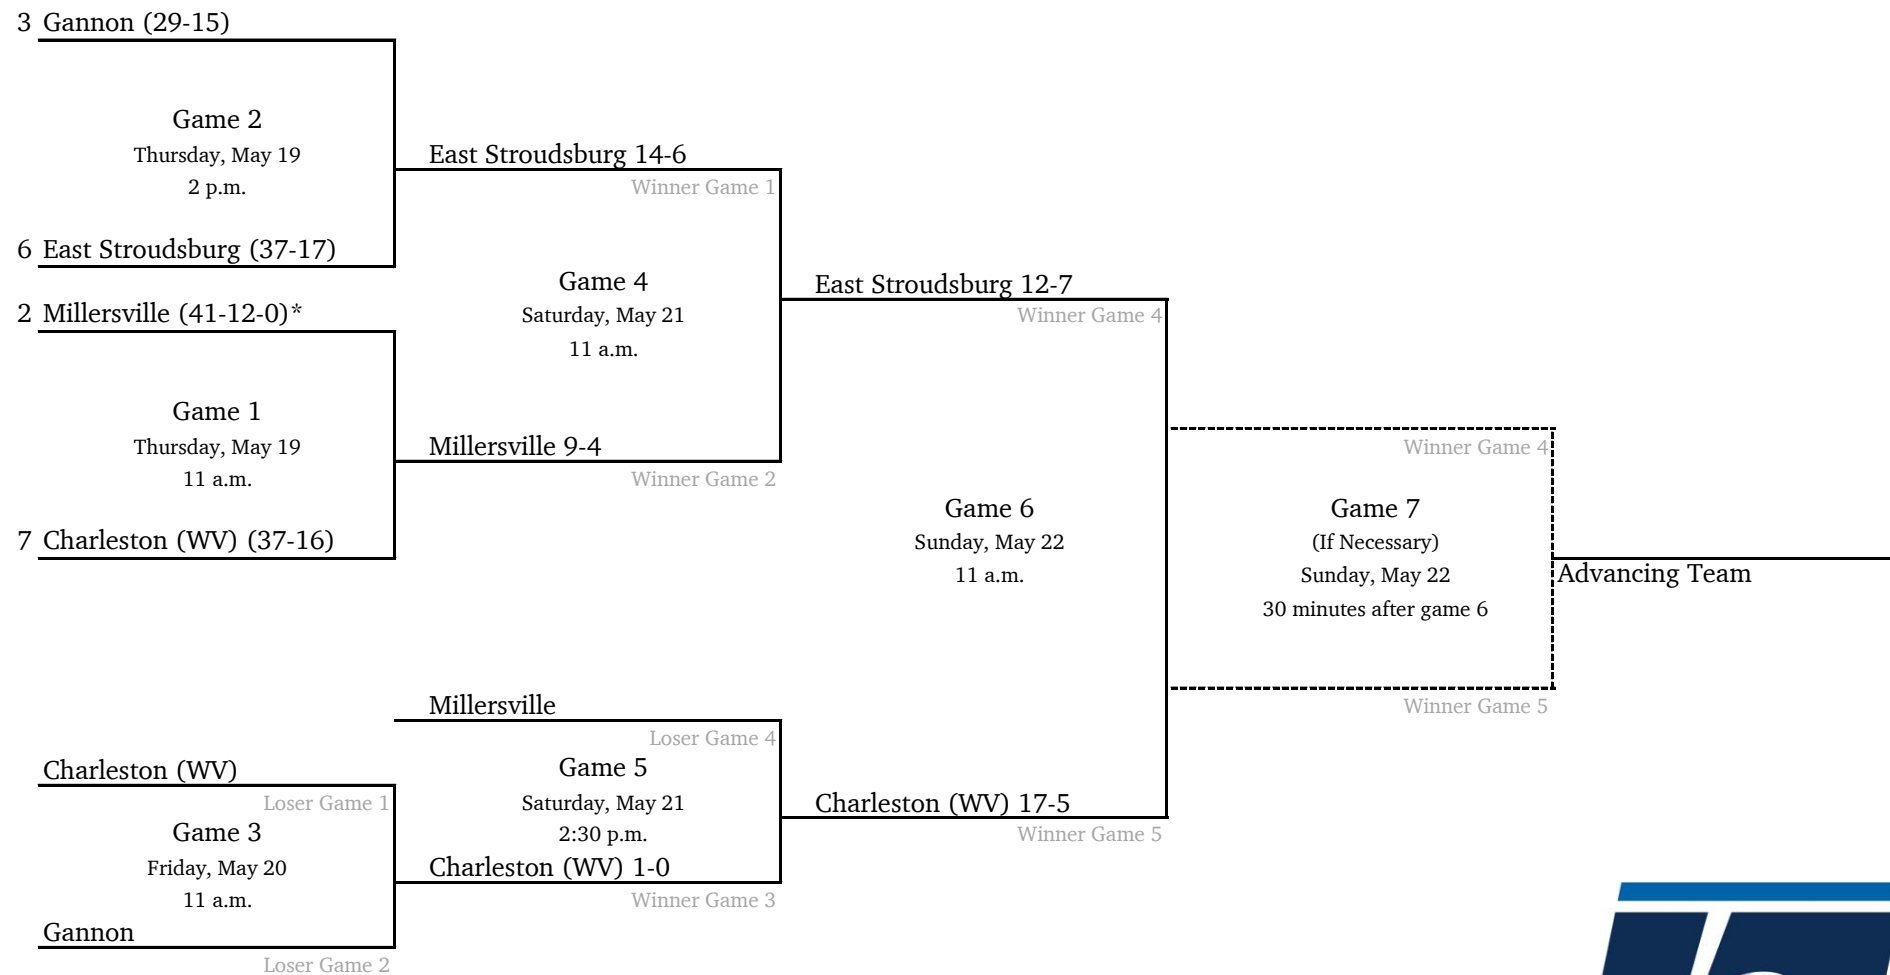 3 Gannon (29-15)
Game 2
Thursday, May 19
2 p.m.
6 East Stroudsburg (37-17)
2 Millersville (41-12-0)*
Game 1
Thursday, May 19
11 a.m.
7 Charleston (WV) (37-16)
Charleston (WV)
Loser Game 1
Game 3
Friday, May 20
11 a.m.
Gannon
Loser Game 2
East Stroudsburg 14-6
Winner Game 1
Game 4
Saturday, May 21
11 a.m.
Millersville 9-4
Winner Game 2
Millersville
Loser Game 4
Game 5
Saturday, May 21
2:30 p.m.
Charleston (WV) 1-0
Winner Game 3
East Stroudsburg 12-7
Winner Game 4
Game 6
Sunday, May 22
11 a.m.
Charleston (WV) 17-5
Winner Game 5
Winner Game 4
Game 7
(If Necessary)
Sunday, May 22
30 minutes after game 6
Winner Game 5
Advancing Team